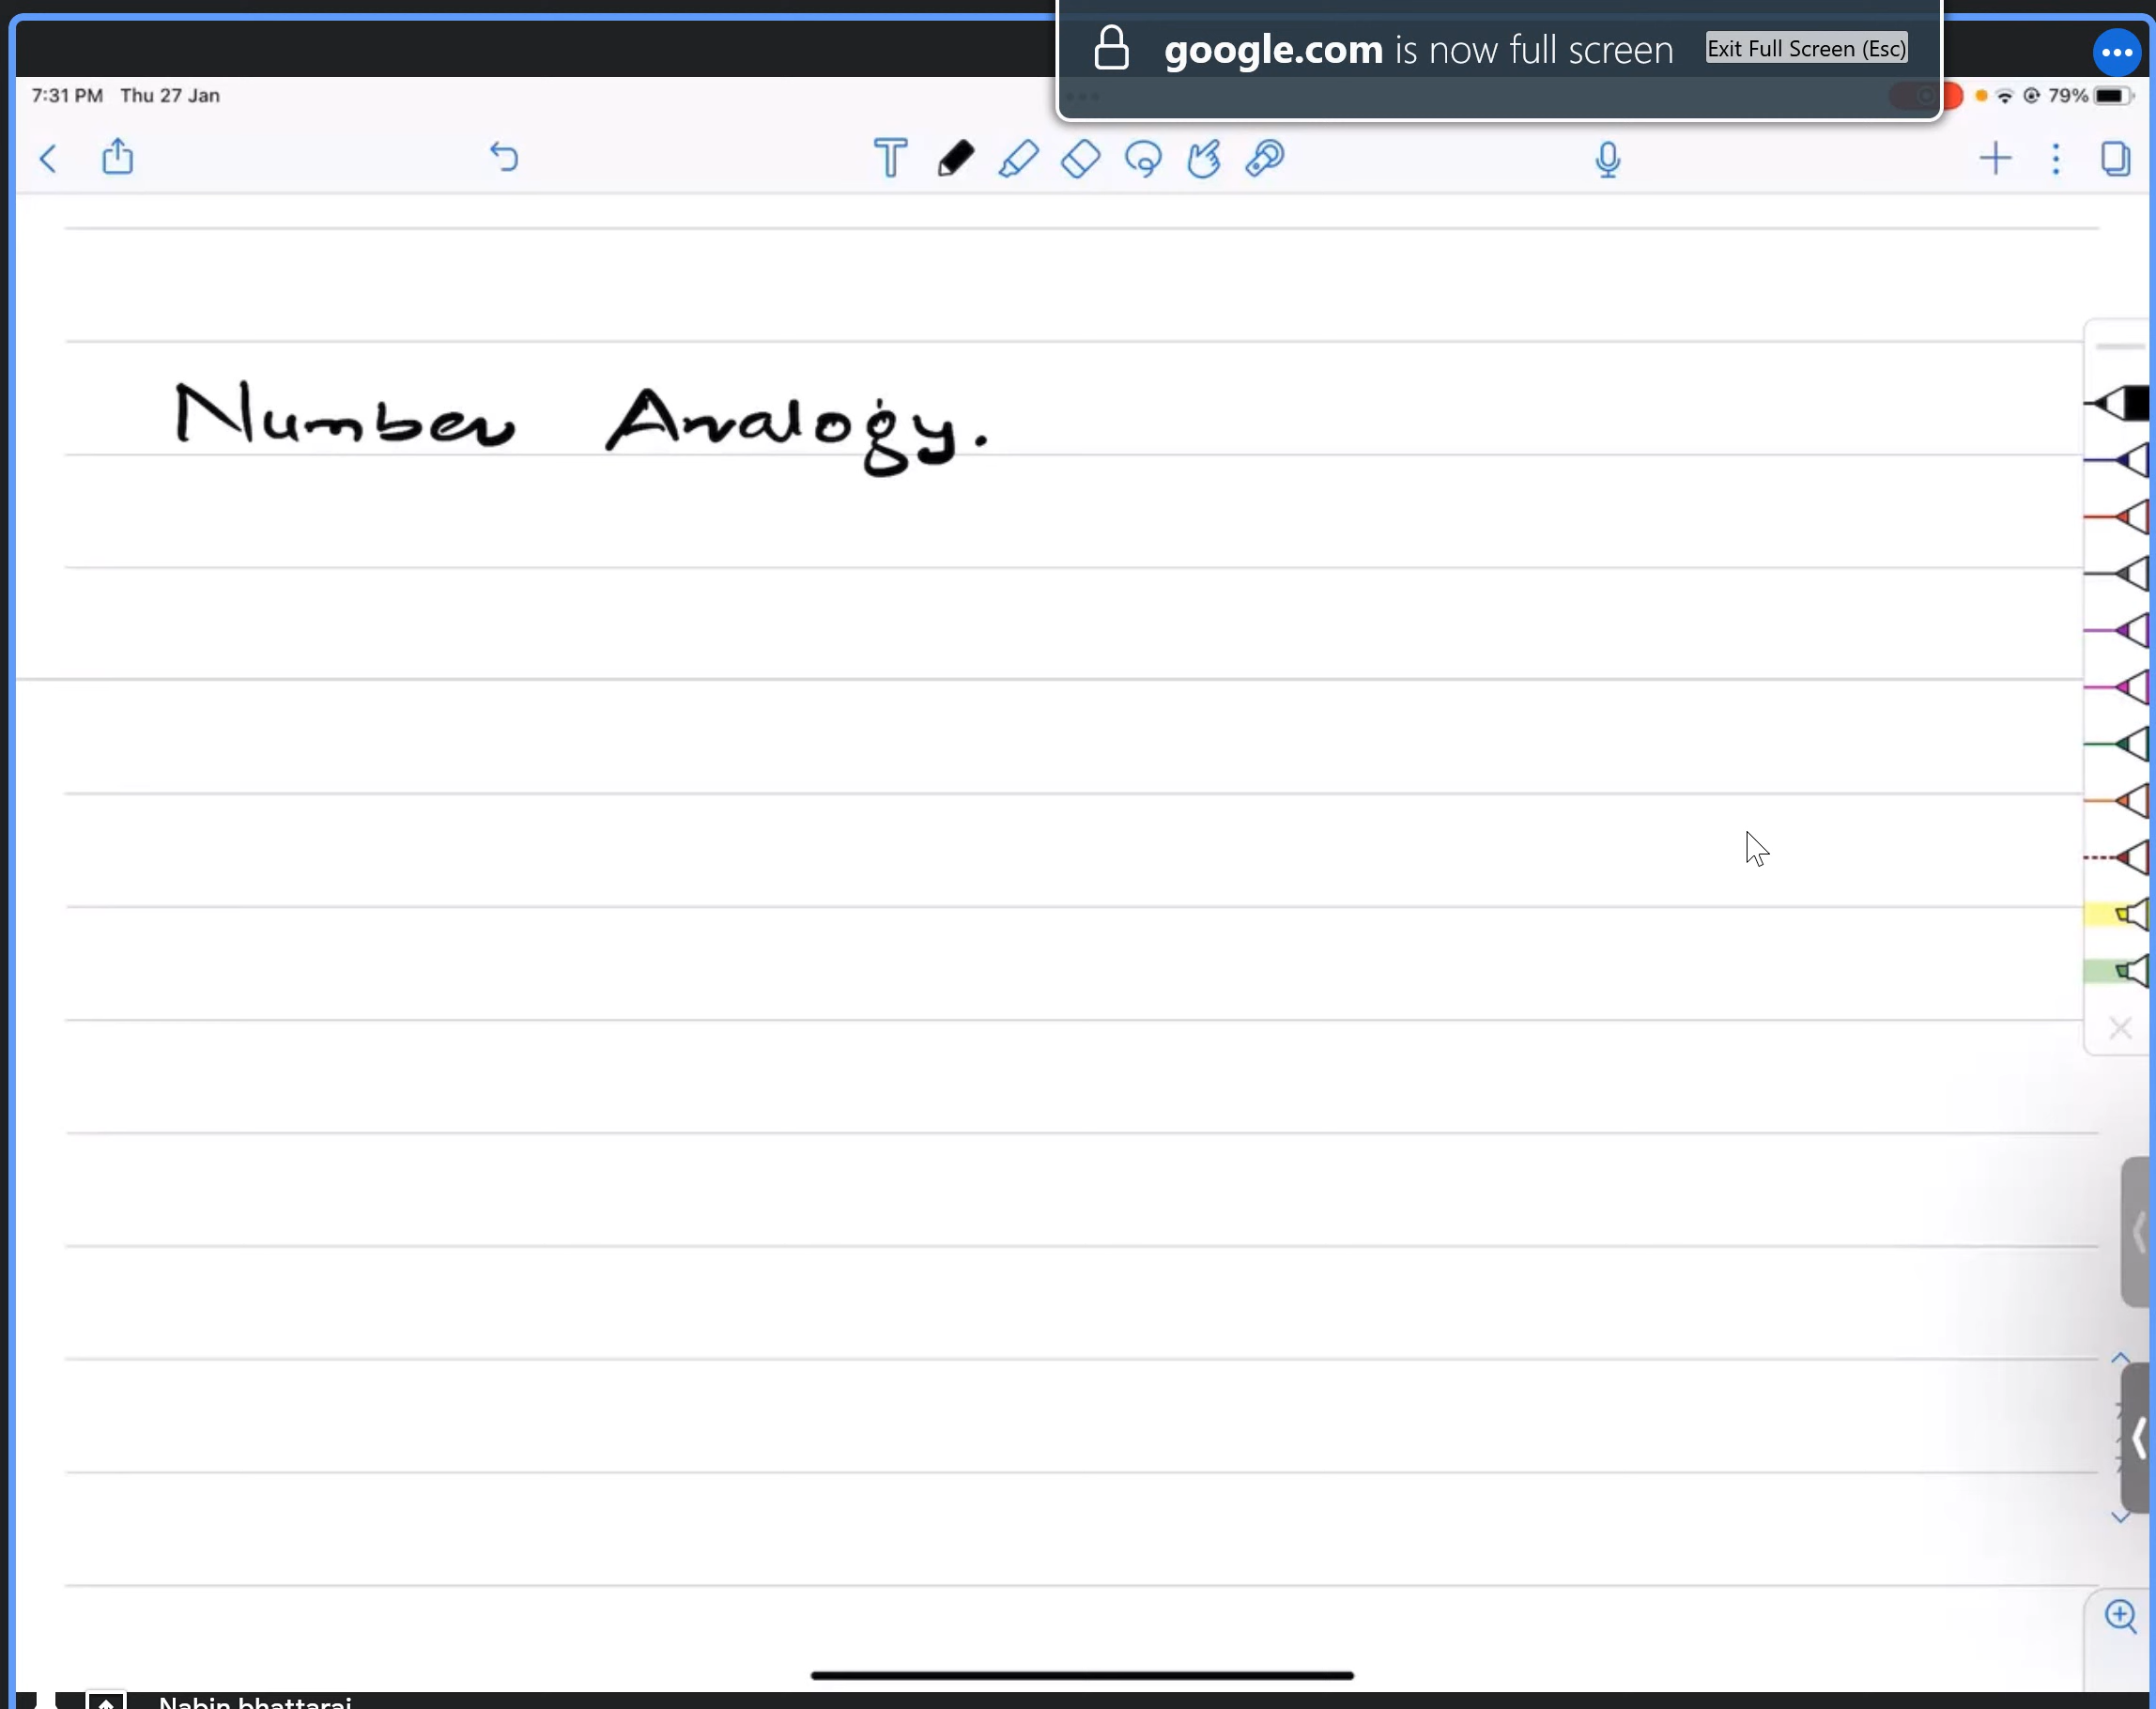 google.com is now full screen Exit Full Screen (Esc)
7:31 PM Thu 27 Jan 79%
T
Number Analogy.
Nabin bhattarai